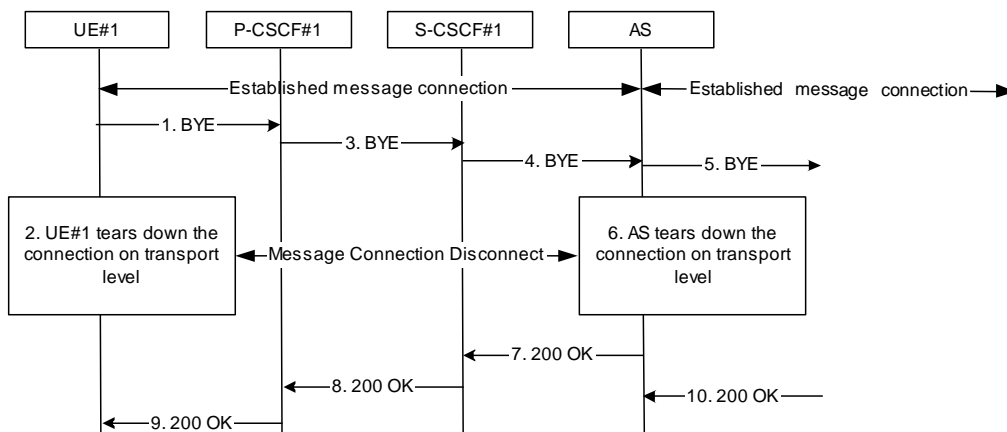 UE#1
P-CSCF#1
S-CSCF#1
AS
Established message connection
Established message connection
1. BYE
3. BYE
4. BYE
5. BYE
2. UE#1 tears down the
connection on transport
level
Message Connection Disconnect
6. AS tears down the
connection on transport
level
7. 200 OK
8. 200 OK
10. 200 OK
9. 200 OK